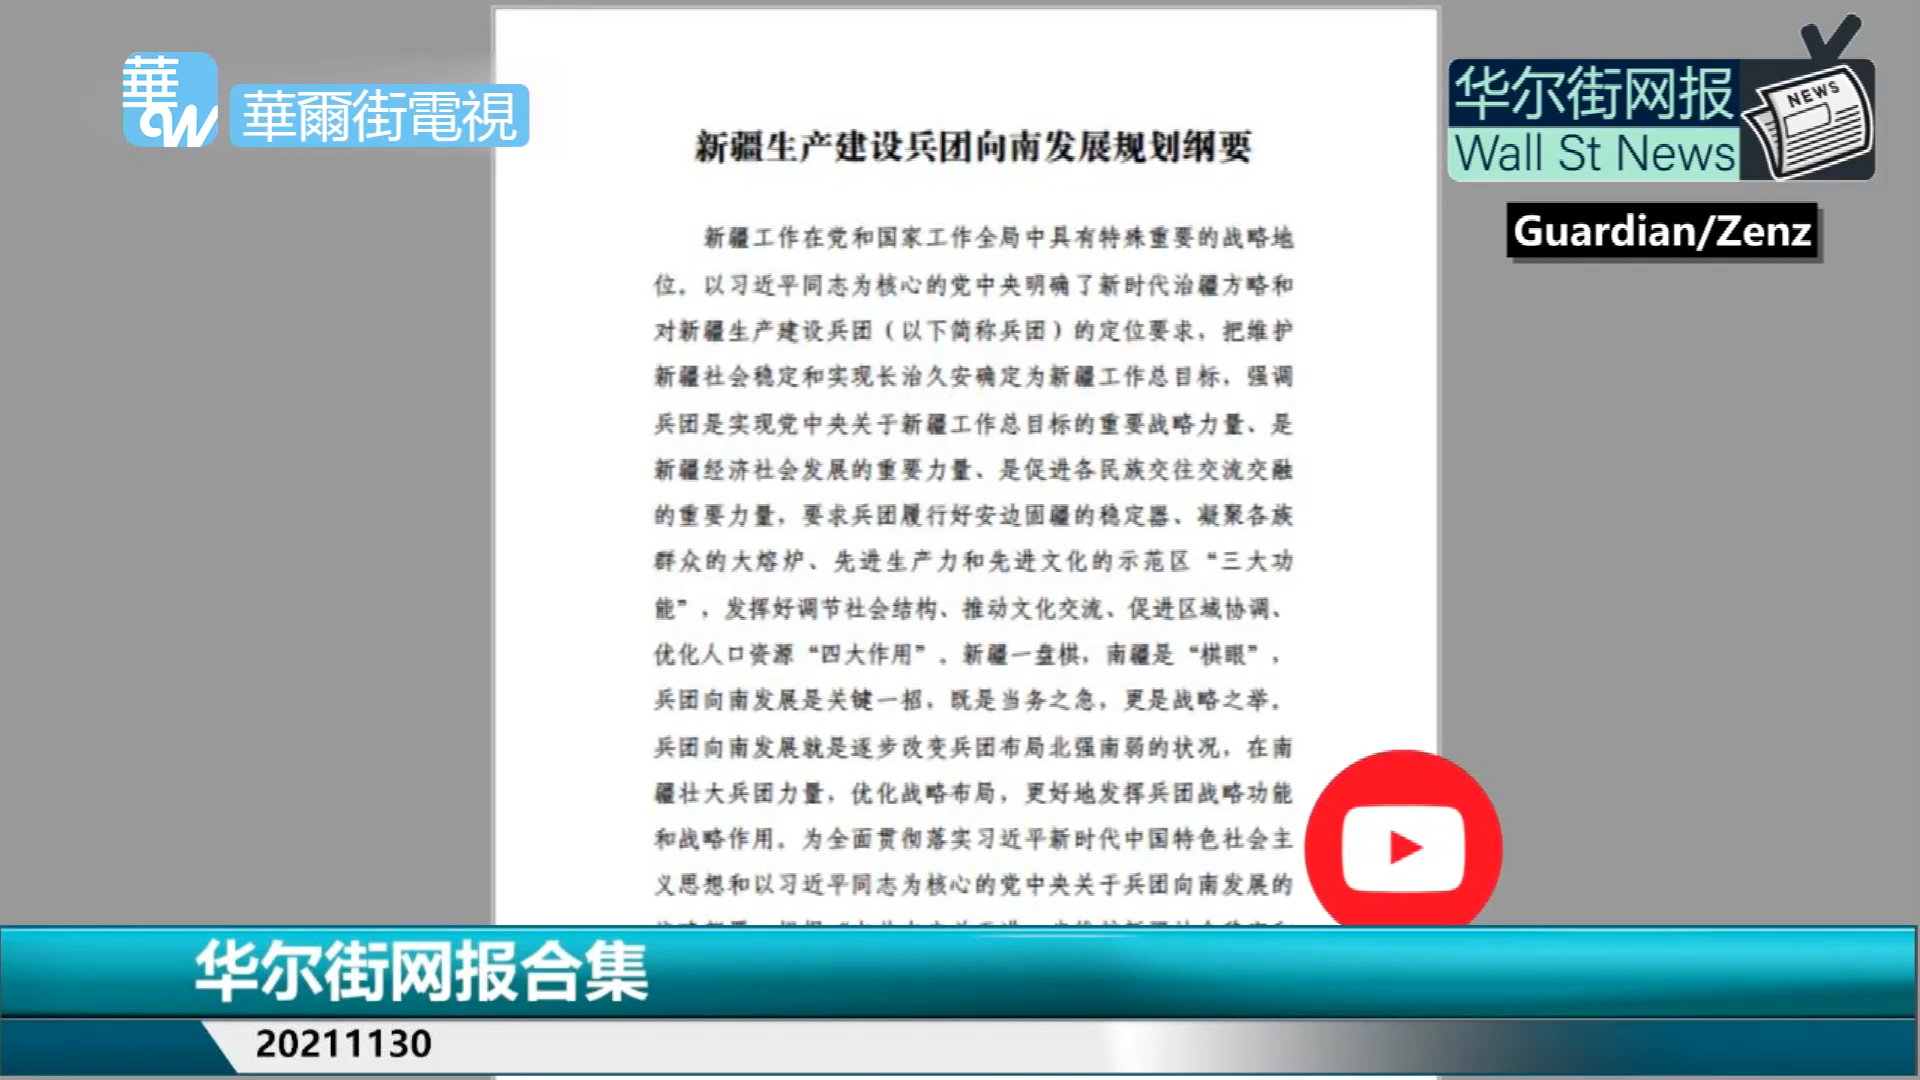 華
cw
華爾街電視
华尔街网报
Wall St News
NEWS
Guardian/Zenz
新疆生产建设兵团向南发展规划纲要
新疆工作在党和国家工作全局中具有特殊重要的战略地
位。以习近平同志为核心的党中央明确了新时代治疆方略和
对新疆生产建设兵团（以下简称兵团）的定位要求，把维护
新疆社会稳定和实现长治久安确定为新疆工作总目标，强调
兵团是实现党中央关于新疆工作总目标的重要战略力量、是
新疆经济社会发展的重要力量、是促进各民族交往交流交融
的重要力量，要求兵团履行好安边固疆的稳定器、凝聚各族
群众的大熔炉、先进生产力和先进文化的示范区“三大功
能”，发挥好调节社会结构、推动文化交流、促进区域协调、
优化人口资源“四大作用”。新疆一盘棋，南疆是“棋眼”，
兵团向南发展是关键一招，既是当务之急，更是战略之举。
兵团向南发展就是逐步改变兵团布局北强南弱的状况，在南
疆壮大兵团力量，优化战略布局，更好地发挥兵团战略功能
和战略作用。为全面贯彻落实习近平新时代中国特色社会主
义思想和以习近平同志为核心的党中央关于兵团向南发展的
华尔街网报合集
20211130